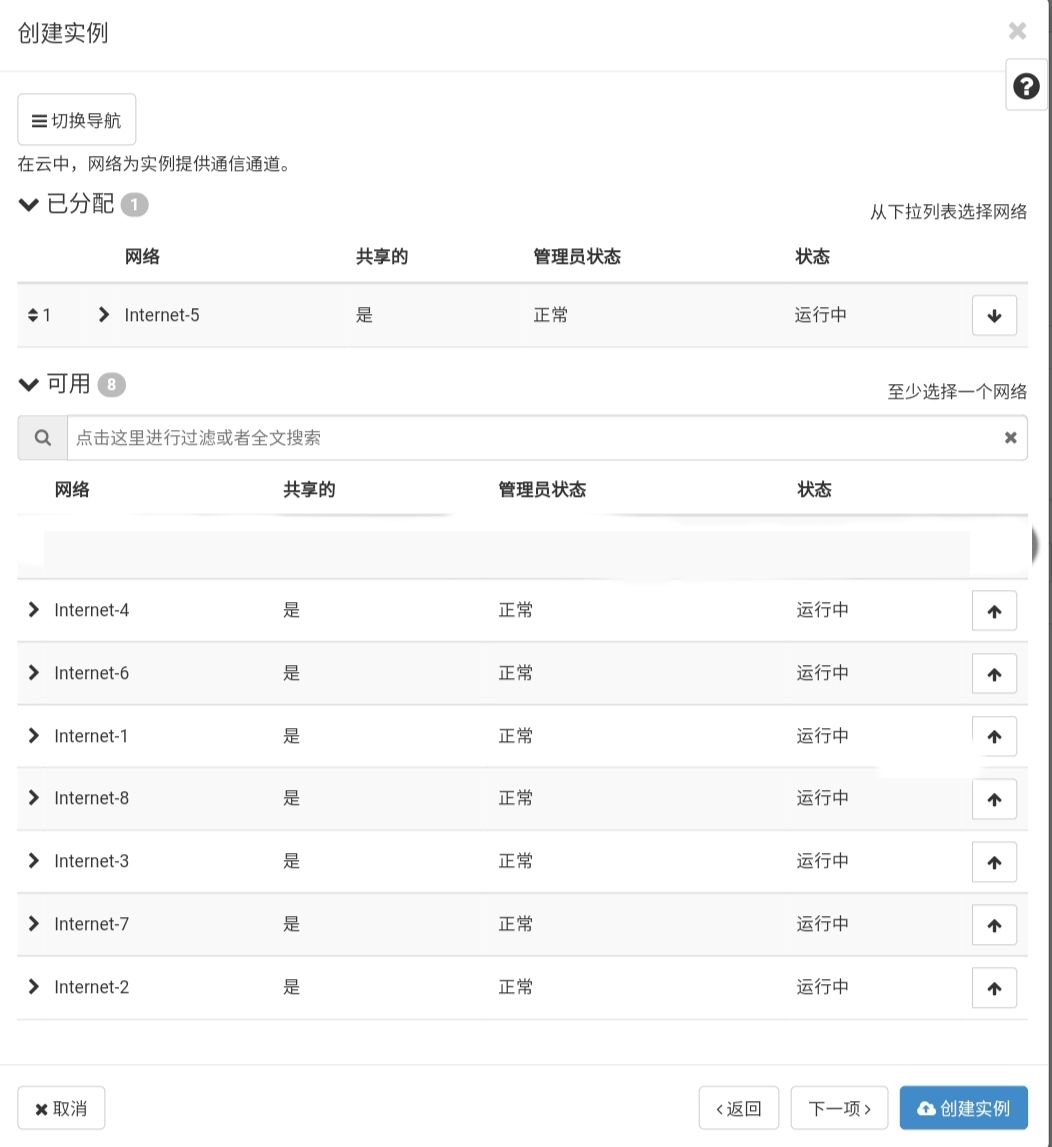 创建实例
切换导航
在云中，网络为实例提供通信通道。
已分配 1
从下拉列表选择网络
网络 共享的 管理员状态 状态
1 Internet-5 是 正常 运行中
可用 8
至少选择一个网络
点击这里进行过滤或者全文搜索
网络 共享的 管理员状态 状态
Internet-4 是 正常 运行中
Internet-6 是 正常 运行中
Internet-1 是 正常 运行中
Internet-8 是 正常 运行中
Internet-3 是 正常 运行中
Internet-7 是 正常 运行中
Internet-2 是 正常 运行中
取消 返回 下一项 创建实例